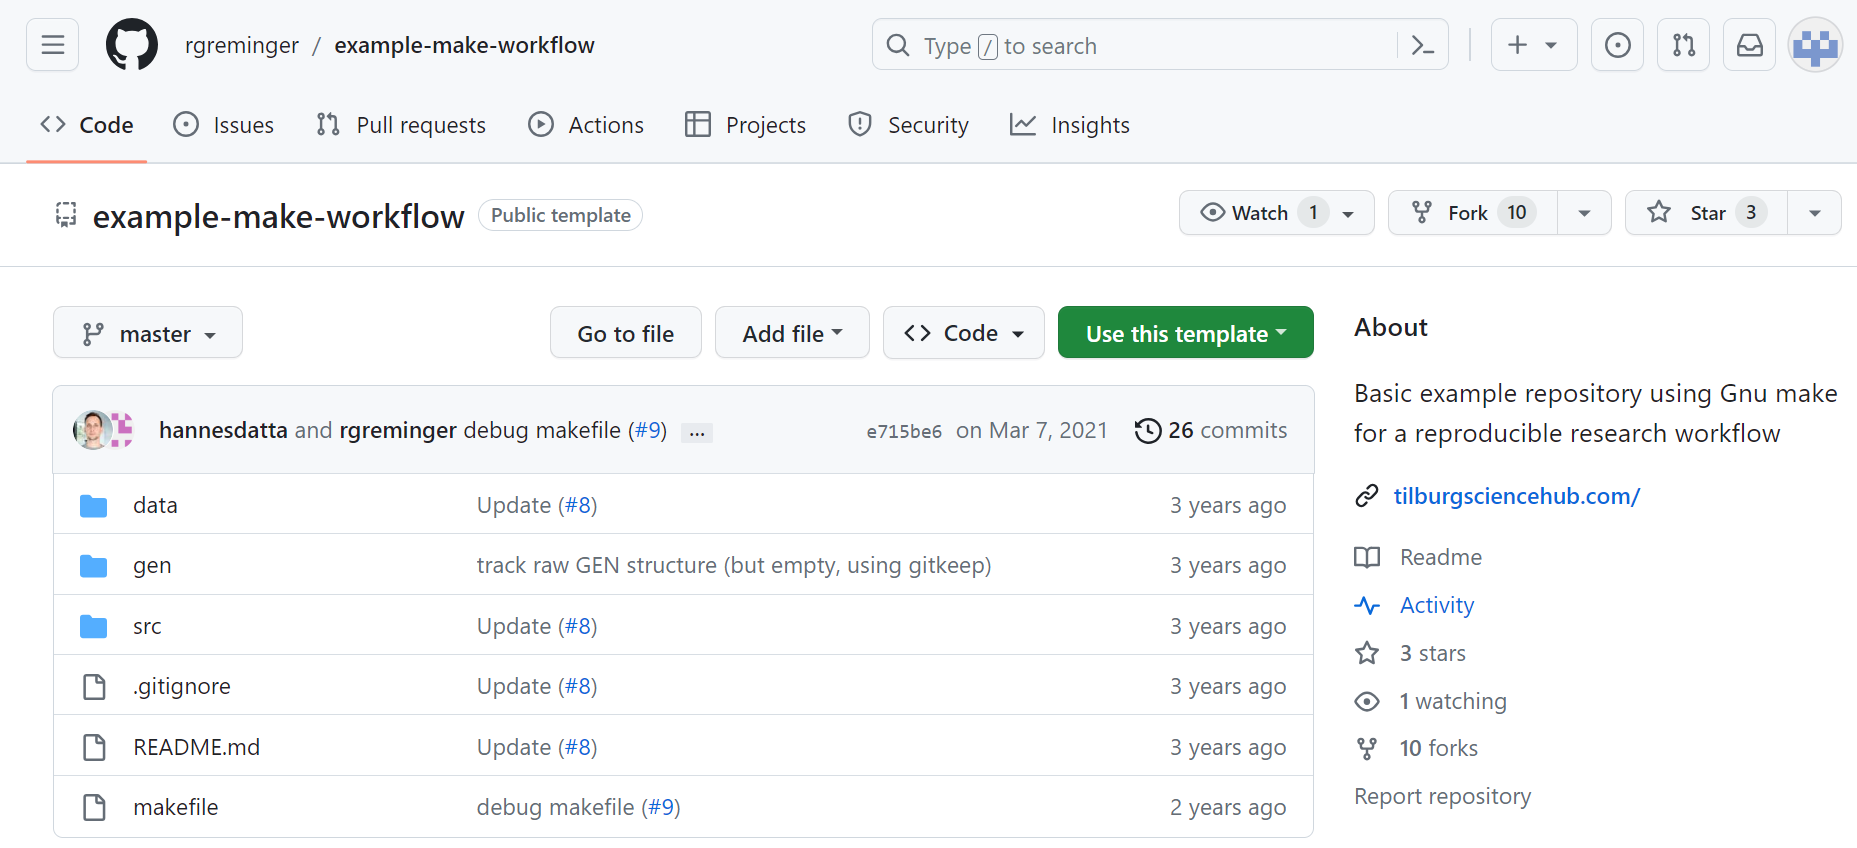 rgreminger / example-make-workflow
Type / to search
Code Issues Pull requests Actions Projects Security Insights
example-make-workflow Public template
Watch 1
Fork 10
Star 3
master
Go to file
Add file
<> Code
Use this template
hannesdatta and rgreminger debug makefile (#9) ...
e715be6 on Mar 7, 2021
26 commits
data Update (#8) 3 years ago
gen track raw GEN structure (but empty, using gitkeep) 3 years ago
src Update (#8) 3 years ago
.gitignore Update (#8) 3 years ago
README.md Update (#8) 3 years ago
makefile debug makefile (#9) 2 years ago
About
Basic example repository using Gnu make
for a reproducible research workflow
tilburgsciencehub.com/
Readme
Activity
3 stars
1 watching
10 forks
Report repository